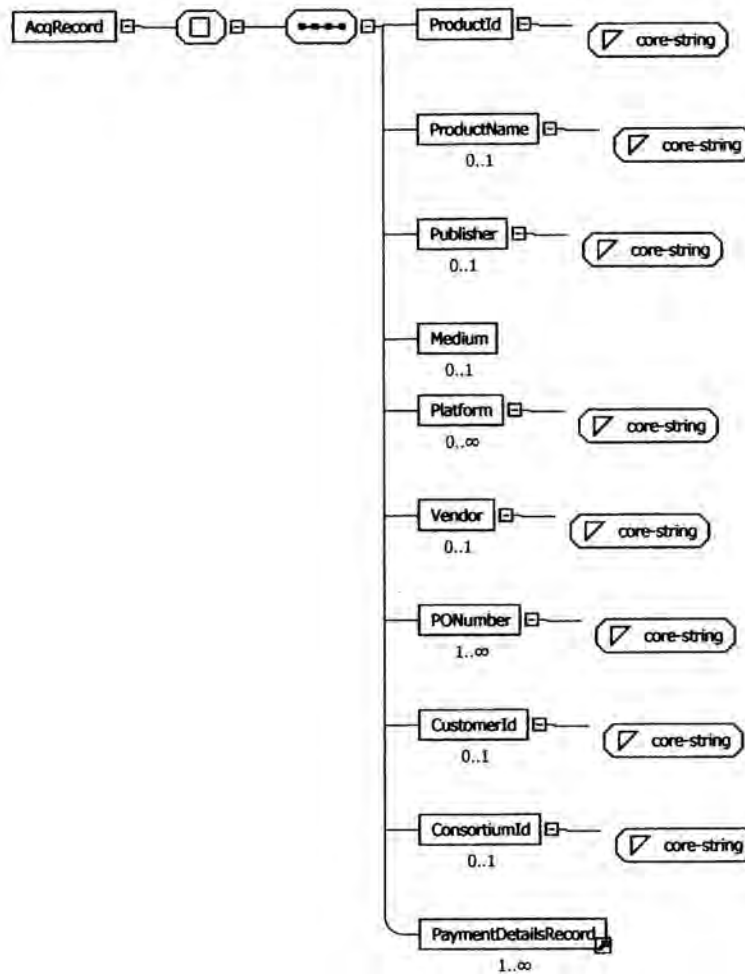 AcqRecord
ProductId
core-string
ProductName
core-string
0..1
Publisher
core-string
0..1
Medium
0..1
Platform
core-string
0..∞
Vendor
core-string
0..1
PONumber
core-string
1..∞
CustomerId
core-string
0..1
ConsortiumId
core-string
0..1
PaymentDetailsRecord
1..∞